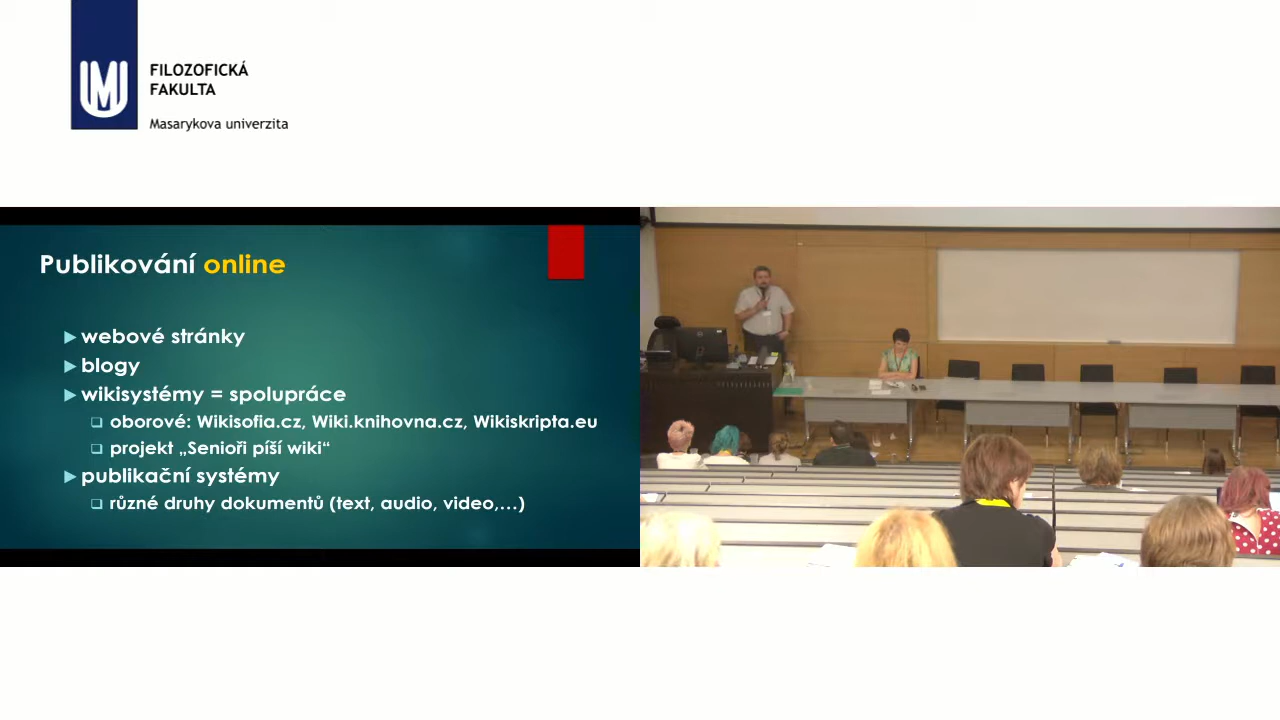 FILOZOFICKÁ
FAKULTA
Masarykova univerzita
Publikování online
webové stránky
blogy
wikisystémy = spolupráce
oborové: Wikisofia.cz, Wiki.knihovna.cz, Wikiskripta.eu
projekt „Senioři píší wiki“
publikační systémy
různé druhy dokumentů (text, audio, video,…)